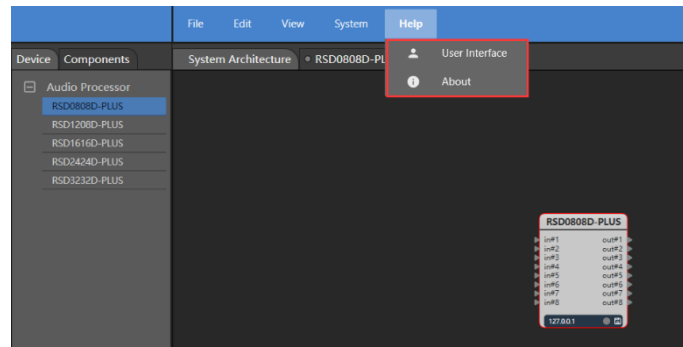 File Edit View System Help
User Interface
About
Device Components
System Architecture RSD0808D-PL
Audio Processor
RSD0808D-PLUS
RSD1208D-PLUS
RSD1616D-PLUS
RSD2424D-PLUS
RSD3232D-PLUS
RSD0808D-PLUS
in#1 out#1
in#2 out#2
in#3 out#3
in#4 out#4
in#5 out#5
in#6 out#6
in#7 out#7
in#8 out#8
127.0.0.1